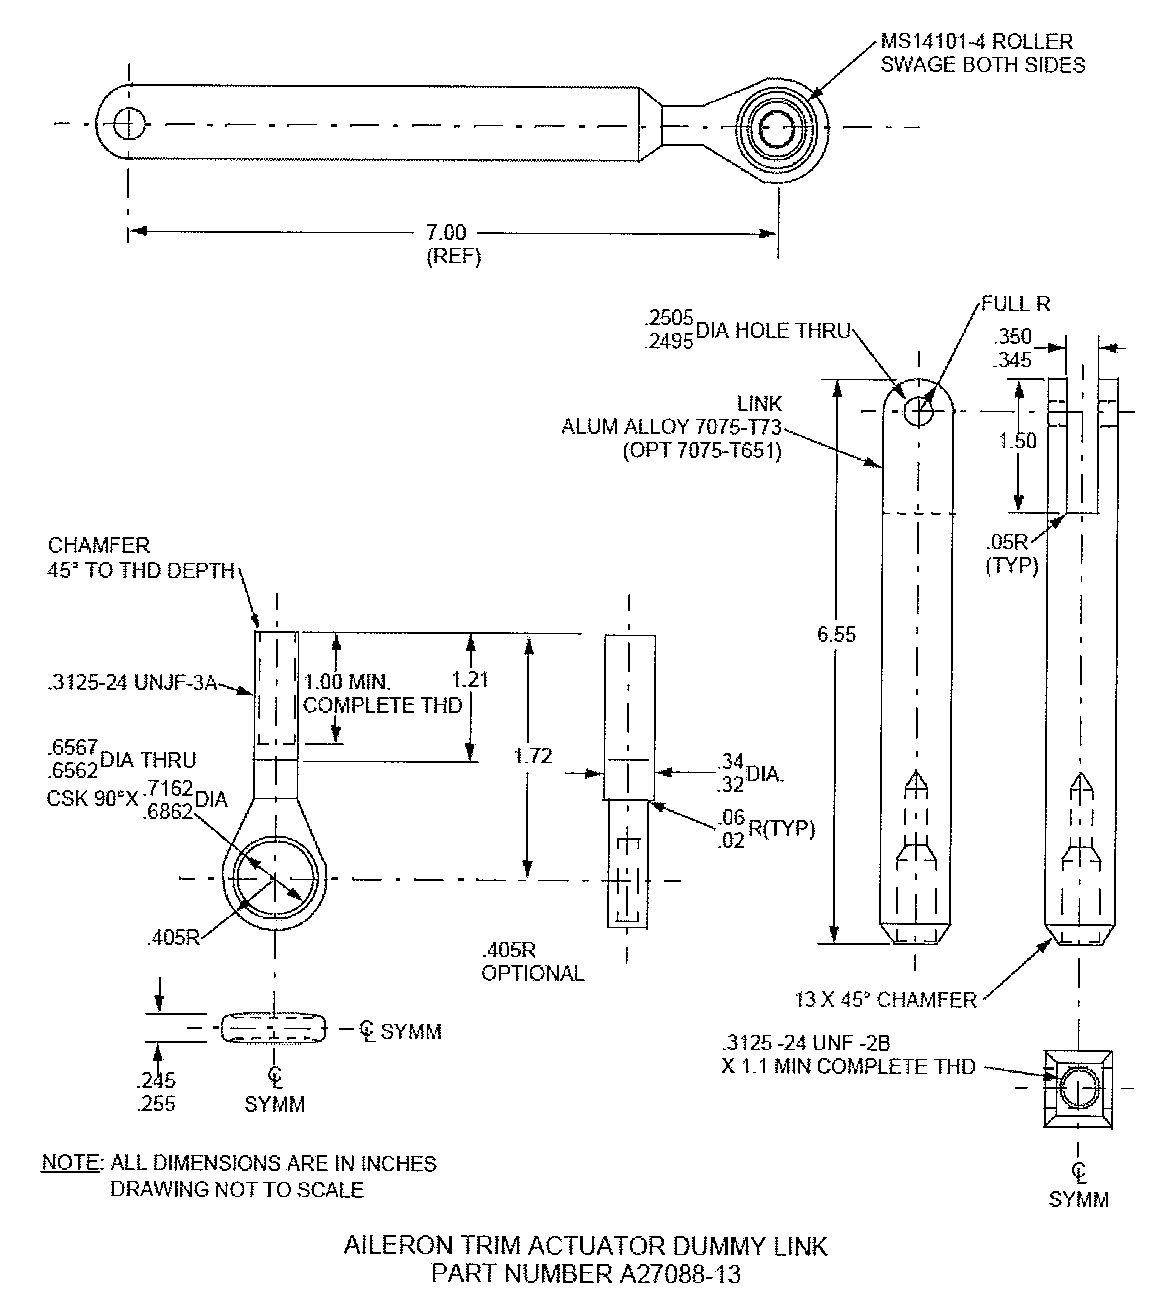 MS14101-4 ROLLER
SWAGE BOTH SIDES
7.00
(REF)
FULL R
.2505
.2495 DIA HOLE THRU
.350
.345
LINK
ALUM ALLOY 7075-T73
(OPT 7075-T651)
1.50
.05R
(TYP)
6.55
CHAMFER
45° TO THD DEPTH
.3125-24 UNJF-3A
1.00 MIN.
COMPLETE THD
1.21
1.72
.6567
.6562 DIA THRU
CSK 90°X .7162 DIA
.6862
.34
.32 DIA.
.06
.02 R(TYP)
.405R
.405R
OPTIONAL
13 X 45° CHAMFER
℄ SYMM
.245
.255
℄
SYMM
.3125 -24 UNF -2B
X 1.1 MIN COMPLETE THD
℄
SYMM
NOTE: ALL DIMENSIONS ARE IN INCHES
DRAWING NOT TO SCALE
AILERON TRIM ACTUATOR DUMMY LINK
PART NUMBER A27088-13